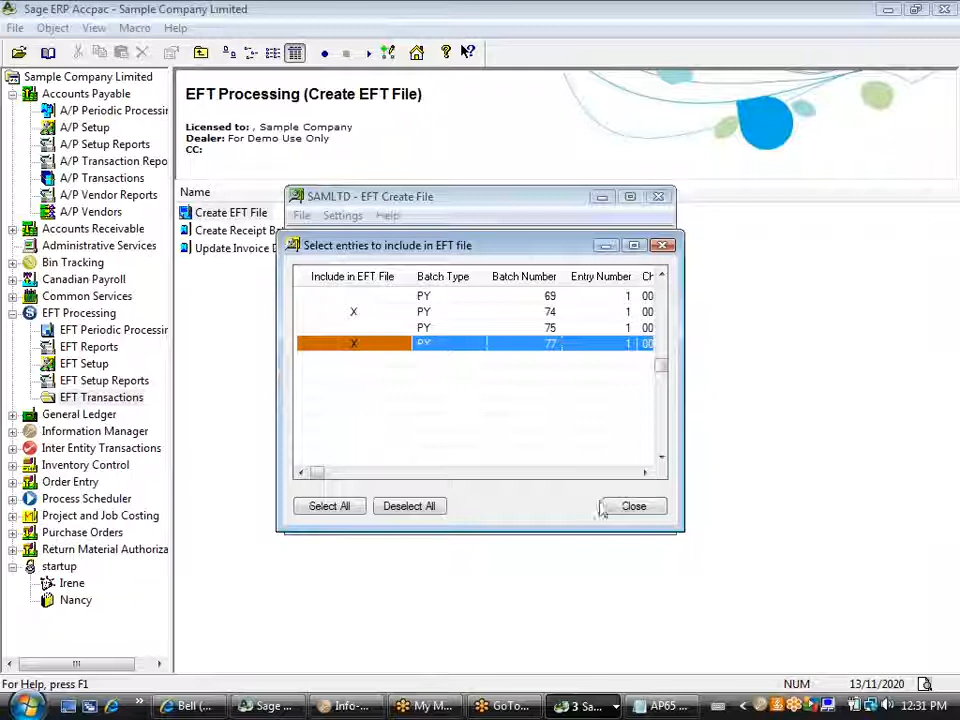 Sage ERP Accpac - Sample Company Limited
File Object View Macro Help
Sample Company Limited
Accounts Payable
A/P Periodic Processin
A/P Setup
A/P Setup Reports
A/P Transaction Repo
A/P Transactions
A/P Vendor Reports
A/P Vendors
Accounts Receivable
Administrative Services
Bin Tracking
Canadian Payroll
Common Services
EFT Processing
EFT Periodic Processin
EFT Reports
EFT Setup
EFT Setup Reports
EFT Transactions
General Ledger
Information Manager
Inter Entity Transactions
Inventory Control
Order Entry
Process Scheduler
Project and Job Costing
Purchase Orders
Return Material Authoriza
startup
Irene
Nancy
EFT Processing (Create EFT File)
Licensed to: , Sample Company
Dealer: For Demo Use Only
CC:
Name
Create EFT File
Create Receipt Ba
Update Invoice D
SAMLTD - EFT Create File
File Settings Help
Select entries to include in EFT file
Include in EFT File Batch Type Batch Number Entry Number Ch
PY 69 1 00
X PY 74 1 00
PY 75 1 00
X PY 77 1 00
Select All Deselect All Close
For Help, press F1
NUM 13/11/2020
Bell (... Sage ... Info-... My M... GoTo... 3 Sa... AP65 ... EN 12:31 PM